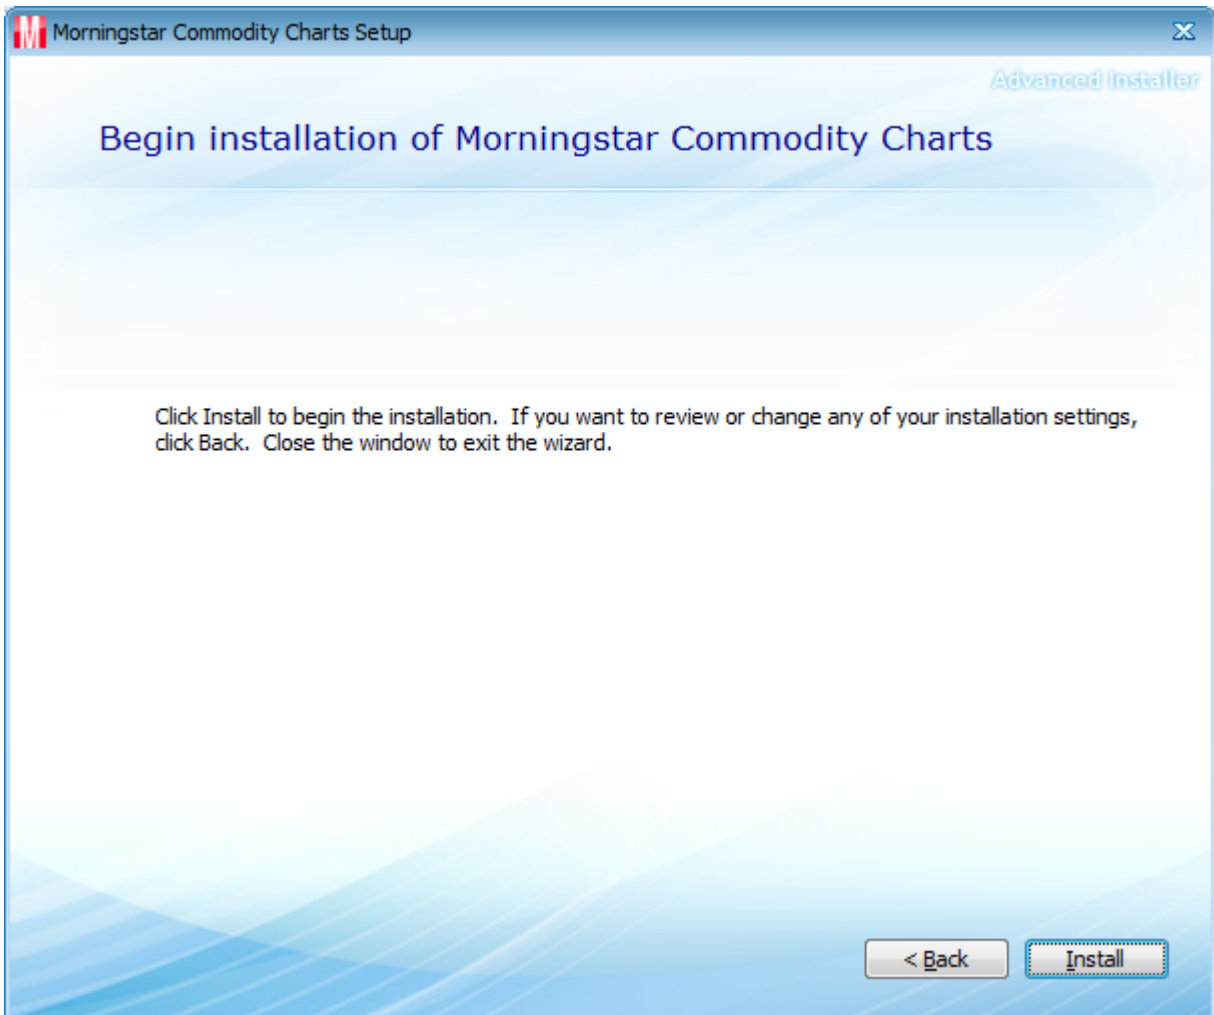 Morningstar Commodity Charts Setup
Advanced Installer
Begin installation of Morningstar Commodity Charts
Click Install to begin the installation.  If you want to review or change any of your installation settings,
click Back.  Close the window to exit the wizard.
< Back
Install